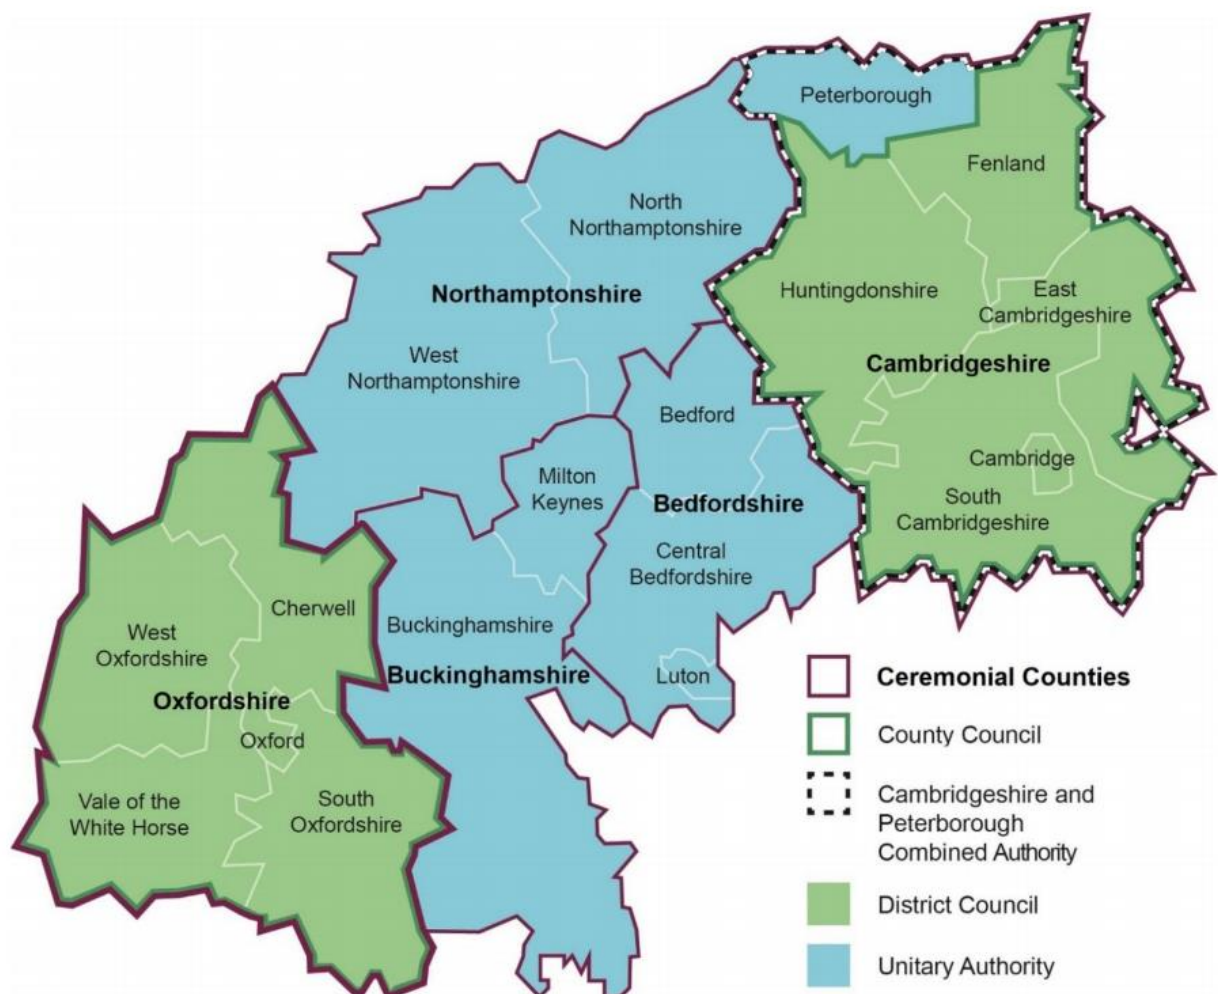 Peterborough
Fenland
North
Northamptonshire
Northamptonshire
Huntingdonshire
East
Cambridgeshire
West
Northamptonshire
Cambridgeshire
Bedford
Milton
Keynes
Cambridge
Bedfordshire
South
Cambridgeshire
Central
Bedfordshire
Cherwell
Buckinghamshire
West
Oxfordshire
Buckinghamshire
Luton
Oxfordshire
Oxford
Vale of the
White Horse
South
Oxfordshire
Ceremonial Counties
County Council
Cambridgeshire and
Peterborough
Combined Authority
District Council
Unitary Authority